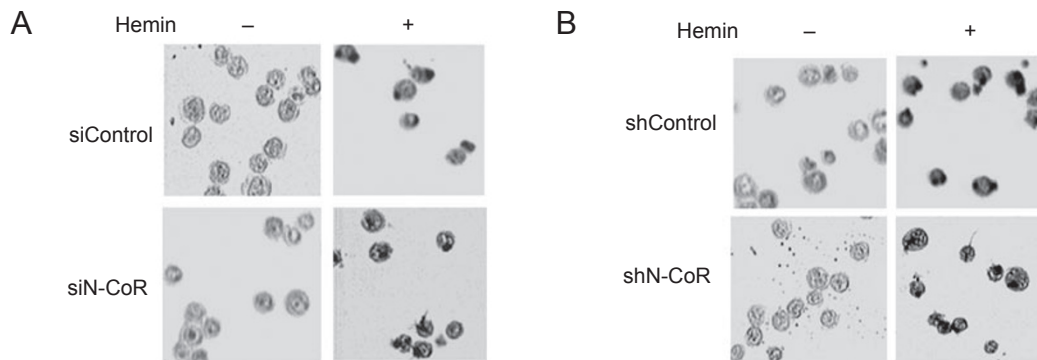 A
Hemin – +
siControl
siN-CoR
B
Hemin – +
shControl
shN-CoR